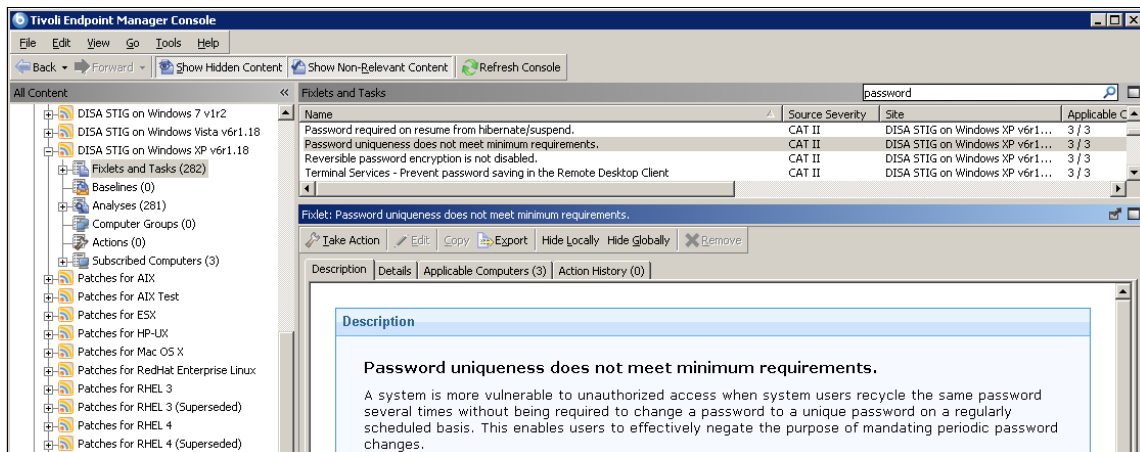 Tivoli Endpoint Manager Console
File Edit View Go Tools Help
Back Forward Show Hidden Content Show Non-Relevant Content Refresh Console
All Content «
Fixlets and Tasks password
Name Source Severity Site Applicable C
Password required on resume from hibernate/suspend. CAT II DISA STIG on Windows XP v6r1... 3 / 3
Password uniqueness does not meet minimum requirements. CAT II DISA STIG on Windows XP v6r1... 3 / 3
Reversible password encryption is not disabled. CAT II DISA STIG on Windows XP v6r1... 3 / 3
Terminal Services - Prevent password saving in the Remote Desktop Client CAT II DISA STIG on Windows XP v6r1... 3 / 3
DISA STIG on Windows 7 v1r2
DISA STIG on Windows Vista v6r1.18
DISA STIG on Windows XP v6r1.18
Fixlets and Tasks (282)
Baselines (0)
Analyses (281)
Computer Groups (0)
Actions (0)
Subscribed Computers (3)
Patches for AIX
Patches for AIX Test
Patches for ESX
Patches for HP-UX
Patches for Mac OS X
Patches for RedHat Enterprise Linux
Patches for RHEL 3
Patches for RHEL 3 (Superseded)
Patches for RHEL 4
Patches for RHEL 4 (Superseded)
Fixlet: Password uniqueness does not meet minimum requirements.
Take Action Edit Copy Export Hide Locally Hide Globally Remove
Description Details Applicable Computers (3) Action History (0)
Description
Password uniqueness does not meet minimum requirements.
A system is more vulnerable to unauthorized access when system users recycle the same password
several times without being required to change a password to a unique password on a regularly
scheduled basis. This enables users to effectively negate the purpose of mandating periodic password
changes.